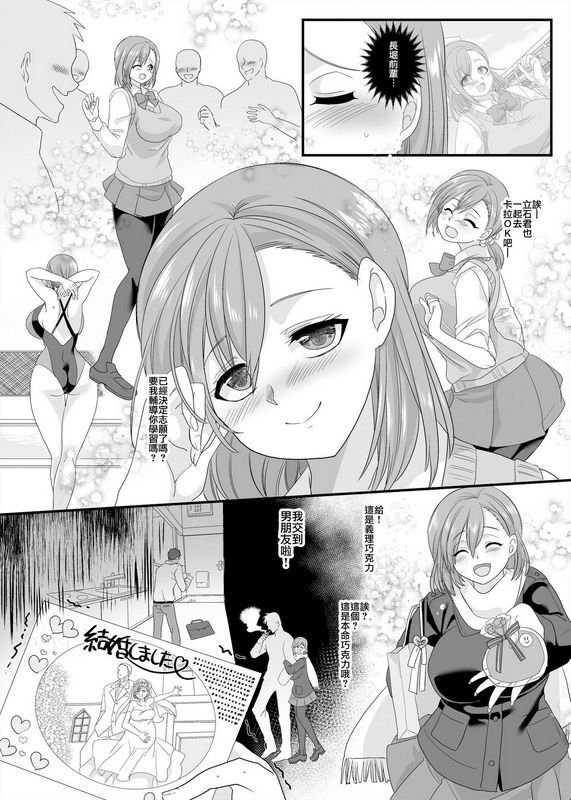 長堀前輩…
誒—
立石君也
一起去
卡拉OK吧—
已經決定志願了嗎?
要我輔導你學習嗎?
給!
這是義理巧克力
誒?
這個?
這是本命巧克力哦?
我交到
男朋友啦!
結婚しました♡